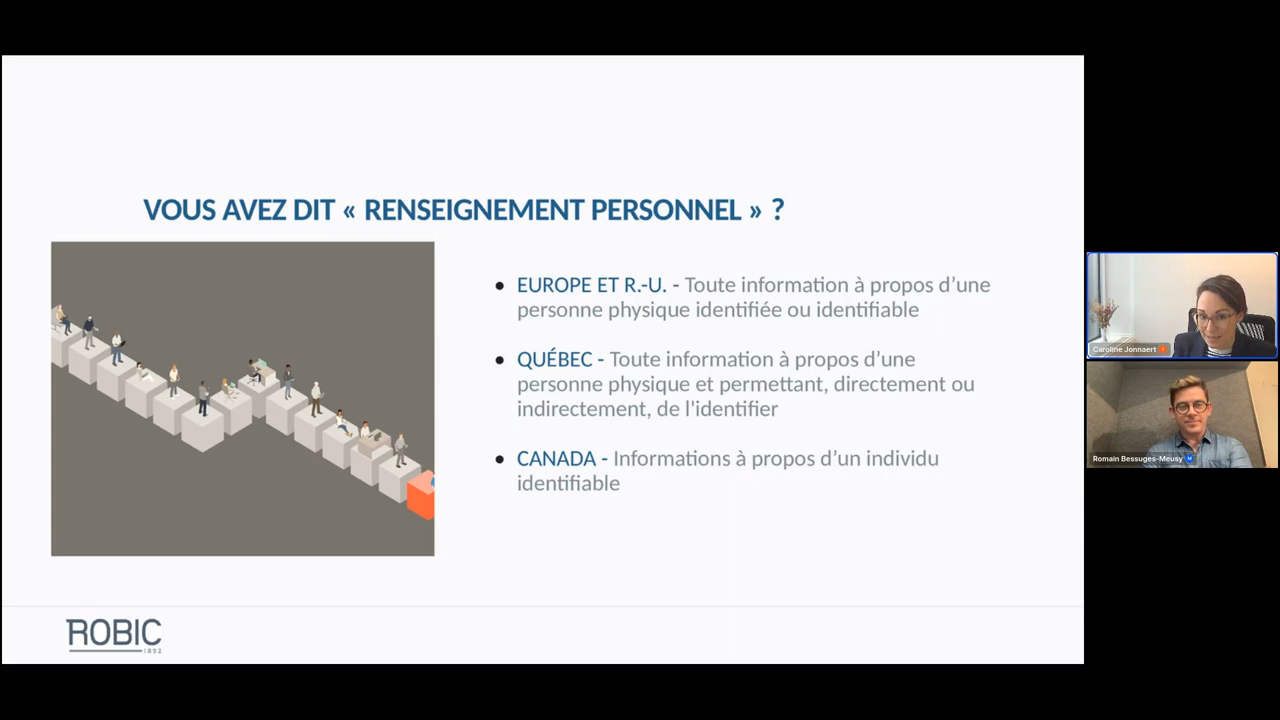 VOUS AVEZ DIT « RENSEIGNEMENT PERSONNEL » ?
• EUROPE ET R.-U. - Toute information à propos d’une
personne physique identifiée ou identifiable
• QUÉBEC - Toute information à propos d’une
personne physique et permettant, directement ou
indirectement, de l'identifier
• CANADA - Informations à propos d’un individu
identifiable
ROBIC
1892
Caroline Jonnaert
Romain Bessuges-Meusy